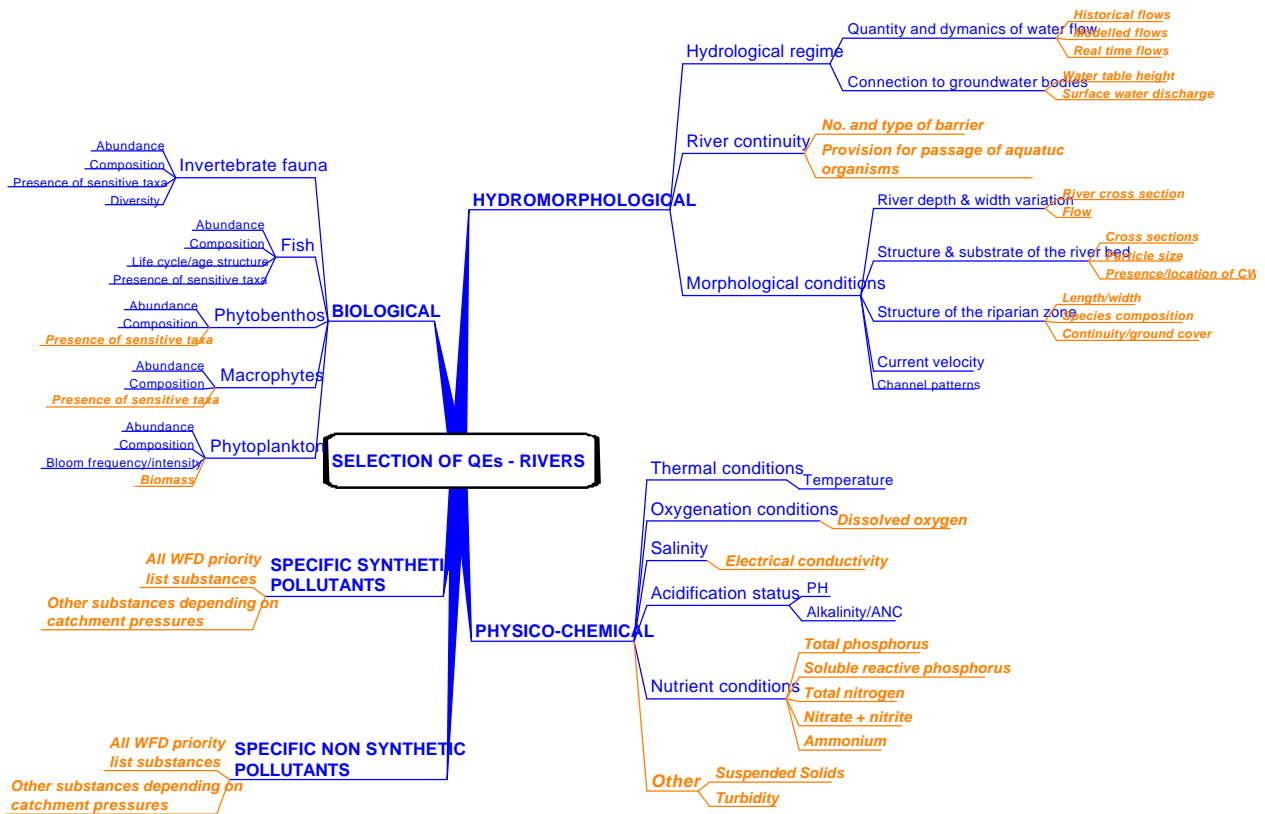 SELECTION OF QEs - RIVERS
BIOLOGICAL
Invertebrate fauna
Abundance
Composition
Presence of sensitive taxa
Diversity
Fish
Abundance
Composition
Life cycle/age structure
Presence of sensitive taxa
Phytobenthos
Abundance
Composition
Presence of sensitive taxa
Macrophytes
Abundance
Composition
Presence of sensitive taxa
Phytoplankton
Abundance
Composition
Bloom frequency/intensity
Biomass
SPECIFIC SYNTHETI
POLLUTANTS
All WFD priority
list substances
Other substances depending on
catchment pressures
SPECIFIC NON SYNTHETIC
POLLUTANTS
All WFD priority
list substances
Other substances depending on
catchment pressures
HYDROMORPHOLOGICAL
Hydrological regime
Quantity and dymanics of water flow
Historical flows
Modelled flows
Real time flows
Connection to groundwater bodies
Water table height
Surface water discharge
River continuity
No. and type of barrier
Provision for passage of aquatuc
organisms
Morphological conditions
River depth & width variation
River cross section
Flow
Structure & substrate of the river bed
Cross sections
Particle size
Presence/location of CW
Structure of the riparian zone
Length/width
Species composition
Continuity/ground cover
Current velocity
Channel patterns
PHYSICO-CHEMICAL
Thermal conditions
Temperature
Oxygenation conditions
Dissolved oxygen
Salinity
Electrical conductivity
Acidification status
PH
Alkalinity/ANC
Nutrient conditions
Total phosphorus
Soluble reactive phosphorus
Total nitrogen
Nitrate + nitrite
Ammonium
Other
Suspended Solids
Turbidity